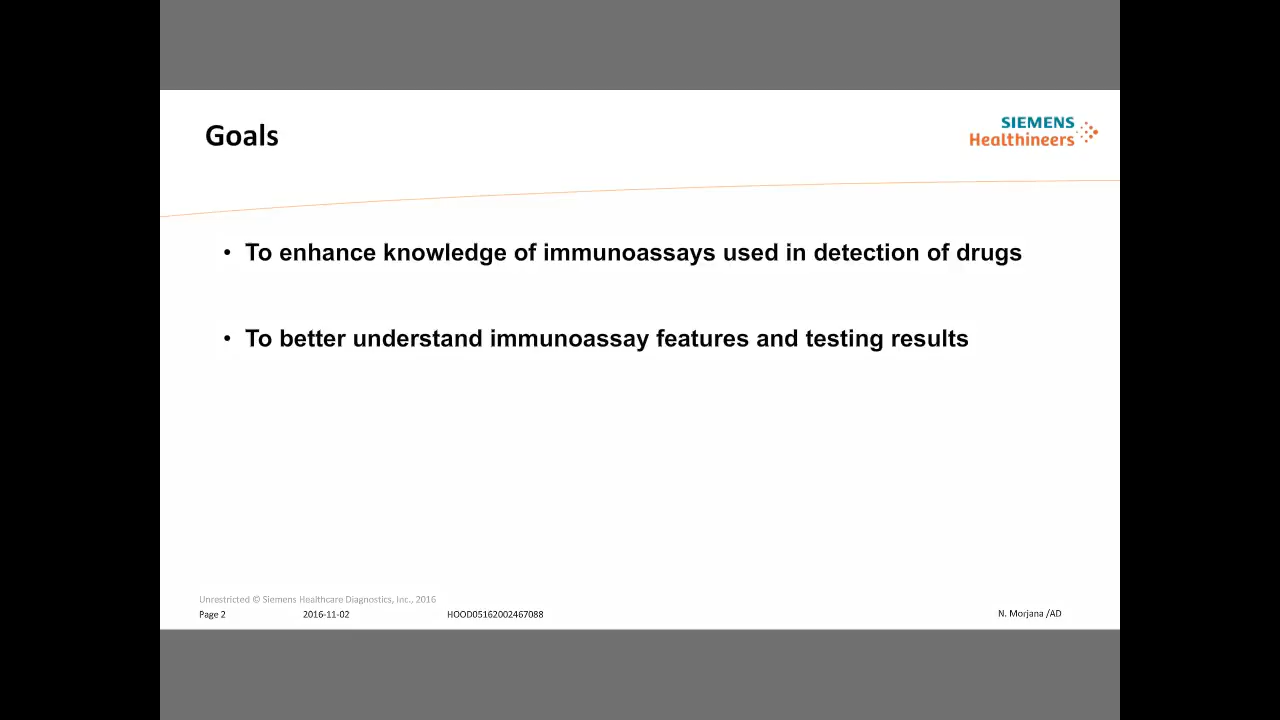 Goals
SIEMENS
Healthineers
• To enhance knowledge of immunoassays used in detection of drugs
• To better understand immunoassay features and testing results
Unrestricted © Siemens Healthcare Diagnostics, Inc., 2016
Page 2 2016-11-02 HOOD05162002467088 N. Morjana /AD